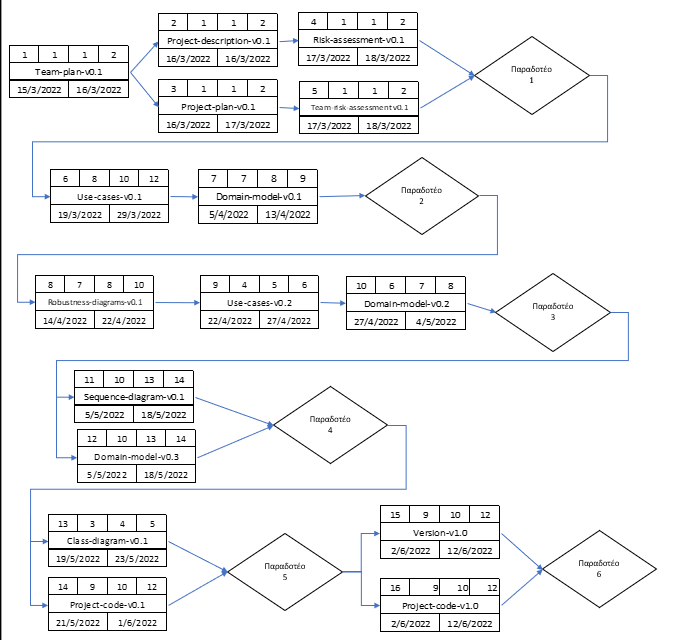 1 1 1 2
Team-plan-v0.1
15/3/2022 16/3/2022
2 1 1 2
Project-description-v0.1
16/3/2022 16/3/2022
3 1 1 2
Project-plan-v0.1
16/3/2022 17/3/2022
4 1 1 2
Risk-assessment-v0.1
17/3/2022 18/3/2022
5 1 1 2
Team-risk-assessment v0.1
17/3/2022 18/3/2022
Παραδοτέο
1
6 8 10 12
Use-cases-v0.1
19/3/2022 29/3/2022
7 7 8 9
Domain-model-v0.1
5/4/2022 13/4/2022
Παραδοτέο
2
8 7 8 10
Robustness-diagrams-v0.1
14/4/2022 22/4/2022
9 4 5 6
Use-cases-v0.2
22/4/2022 27/4/2022
10 6 7 8
Domain-model-v0.2
27/4/2022 4/5/2022
Παραδοτέο
3
11 10 13 14
Sequence-diagram-v0.1
5/5/2022 18/5/2022
12 10 13 14
Domain-model-v0.3
5/5/2022 18/5/2022
Παραδοτέο
4
13 3 4 5
Class-diagram-v0.1
19/5/2022 23/5/2022
14 9 10 12
Project-code-v0.1
21/5/2022 1/6/2022
Παραδοτέο
5
15 9 10 12
Version-v1.0
2/6/2022 12/6/2022
16 9 10 12
Project-code-v1.0
2/6/2022 12/6/2022
Παραδοτέο
6